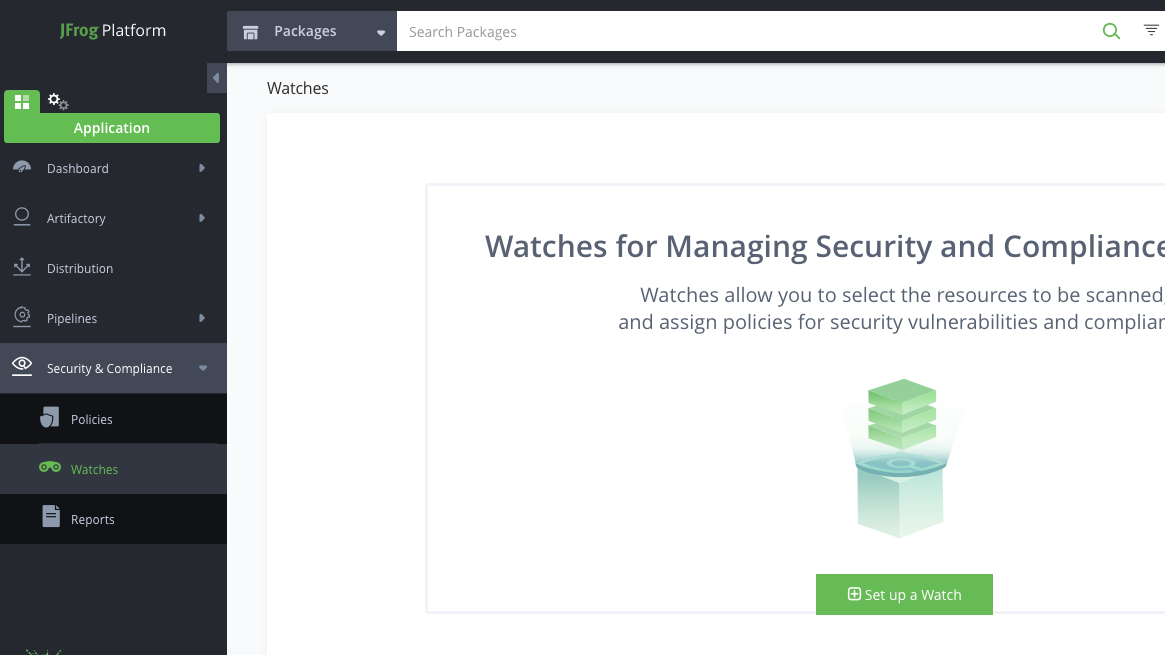 JFrog Platform
Packages
Search Packages
Watches
Application
Dashboard
Artifactory
Distribution
Pipelines
Security & Compliance
Policies
Watches
Reports
Watches for Managing Security and Compliance
Watches allow you to select the resources to be scanned,
and assign policies for security vulnerabilities and
Set up a Watch